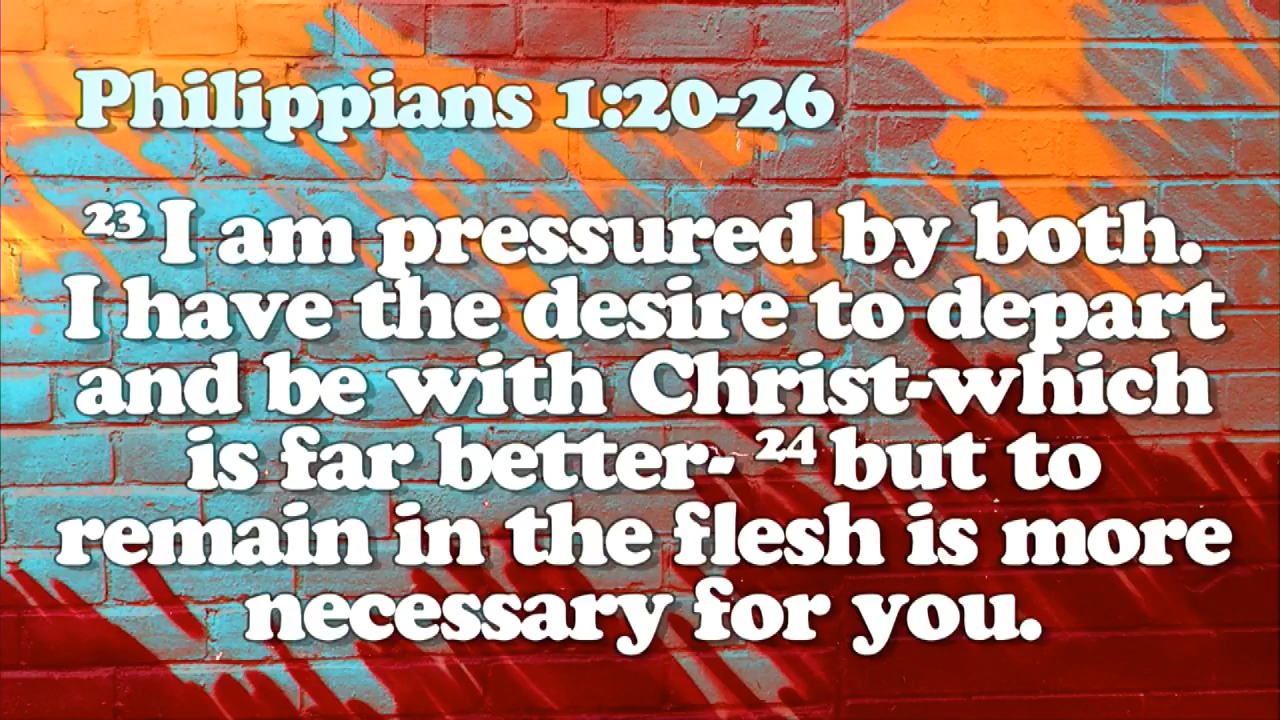 Philippians 1:20-26
²³ I am pressured by both.
I have the desire to depart
and be with Christ-which
is far better- ²⁴ but to
remain in the flesh is more
necessary for you.